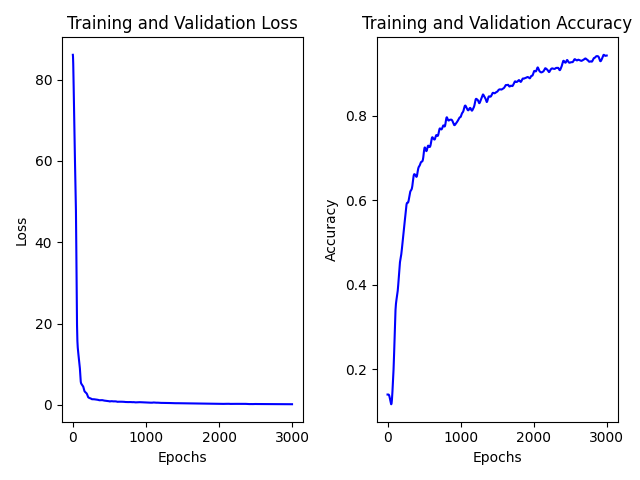 Training and Validation Loss
Loss
80
60
40
20
0
0 1000 2000 3000
Epochs
Training and Validation Accuracy
Accuracy
0.8
0.6
0.4
0.2
0 1000 2000 3000
Epochs